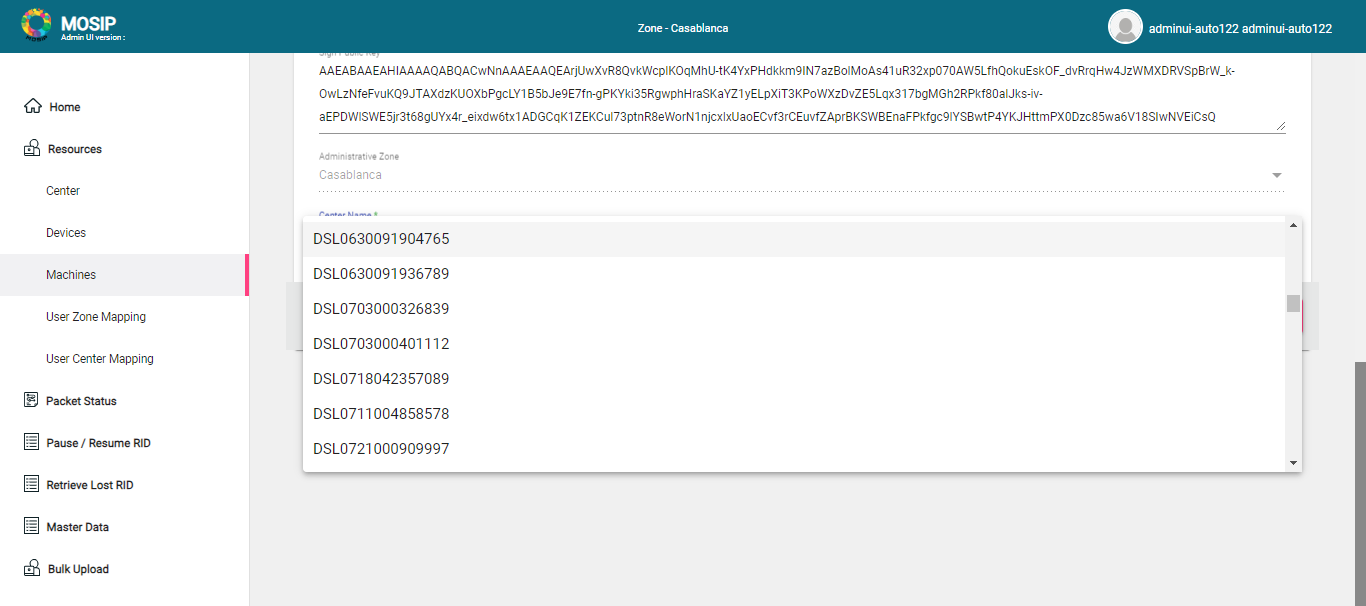 MOSIP
Admin UI version :
Zone - Casablanca
adminui-auto122 adminui-auto122
Home
Resources
Center
Devices
Machines
User Zone Mapping
User Center Mapping
Packet Status
Pause / Resume RID
Retrieve Lost RID
Master Data
Bulk Upload
Sign Public Key
AAEABAAEAHIAAAAQABQACwNnAAAEAAQEArjUwXvR8QvkWcpIKOqMhU-tK4YxPHdkkm9IN7azBolMoAs41uR32xp070AW5LfhQokuEskOF_dvRrqHw4JzWMXDRVSpBrW_k-
OwLzNfeFvuKQ9JTAXdzKUOXbPgcLY1B5bJe9E7fn-gPKYki35RgwphHraSKaYZ1yELpXiT3KPoWXzDvZE5Lqx317bgMGh2RPkf80alJks-iv-
aEPDWISWE5jr3t68gUYx4r_eixdw6tx1ADGCqK1ZEKCul73ptnR8eWorN1njcxIxUaoECvf3rCEuvfZAprBKSWBEnaFPkfgc9lYSBwtP4YKJHttmPX0Dzc85wa6V18SIwNVEiCsQ
Administrative Zone
Casablanca
Center Name *
DSL0630091904765
DSL0630091936789
DSL0703000326839
DSL0703000401112
DSL0718042357089
DSL0711004858578
DSL0721000909997